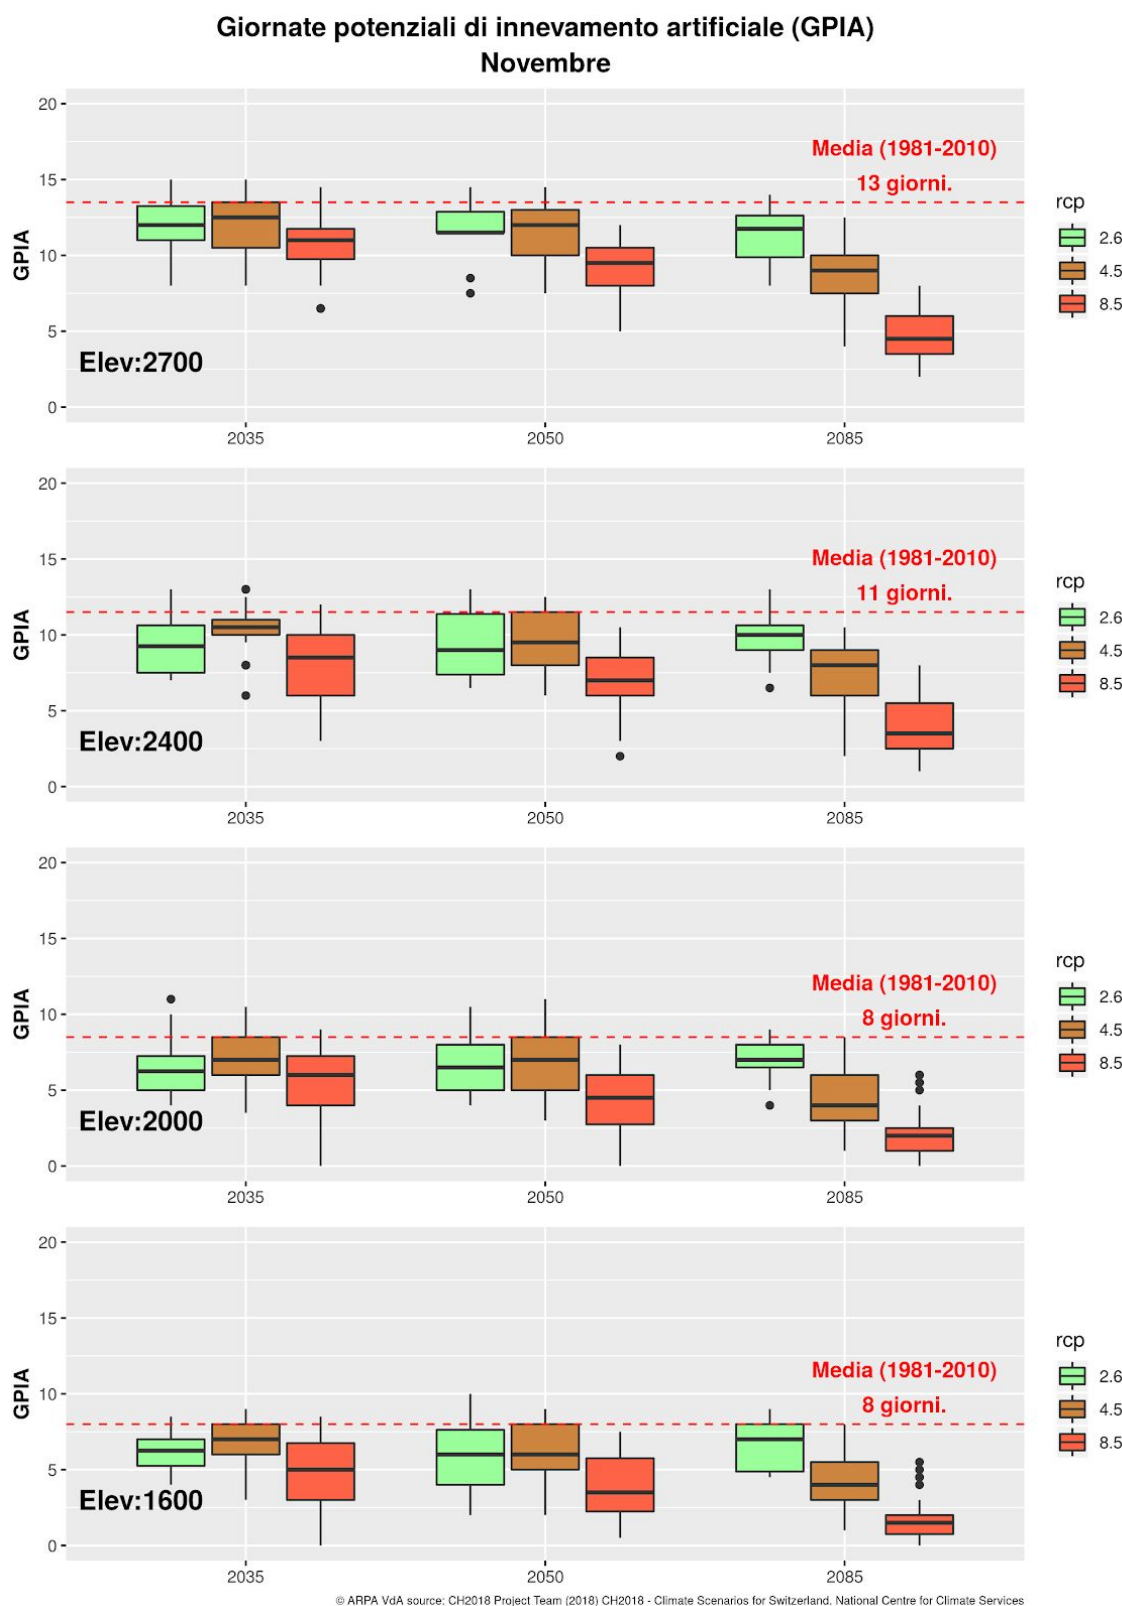 Giornate potenziali di innevamento artificiale (GPIA)
Novembre
20
15
10
5
0
GPIA
Media (1981-2010)
13 giorni.
Elev:2700
2035
2050
2085
rcp
2.6
4.5
8.5
20
15
10
5
0
GPIA
Media (1981-2010)
11 giorni.
Elev:2400
2035
2050
2085
rcp
2.6
4.5
8.5
20
15
10
5
0
GPIA
Media (1981-2010)
8 giorni.
Elev:2000
2035
2050
2085
rcp
2.6
4.5
8.5
20
15
10
5
0
GPIA
Media (1981-2010)
8 giorni.
Elev:1600
2035
2050
2085
rcp
2.6
4.5
8.5
© ARPA VdA source: CH2018 Project Team (2018) CH2018 - Climate Scenarios for Switzerland. National Centre for Climate Services